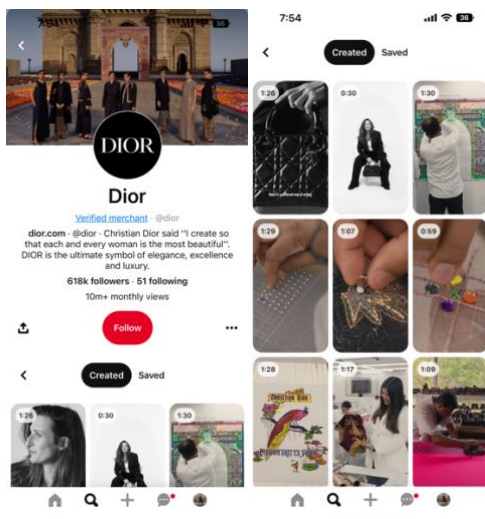 7:54
36
DIOR
Dior
Verified merchant · @dior
dior.com · @dior · Christian Dior said "I create so
that each and every woman is the most beautiful".
DIOR is the ultimate symbol of elegance, excellence
and luxury.
618k followers · 51 following
10m+ monthly views
Follow
Created Saved
1:26
0:30
1:30
7:54
36
Created Saved
1:26
0:30
1:30
1:29
1:07
0:59
1:28
1:17
1:09
CHRISTIAN DIOR